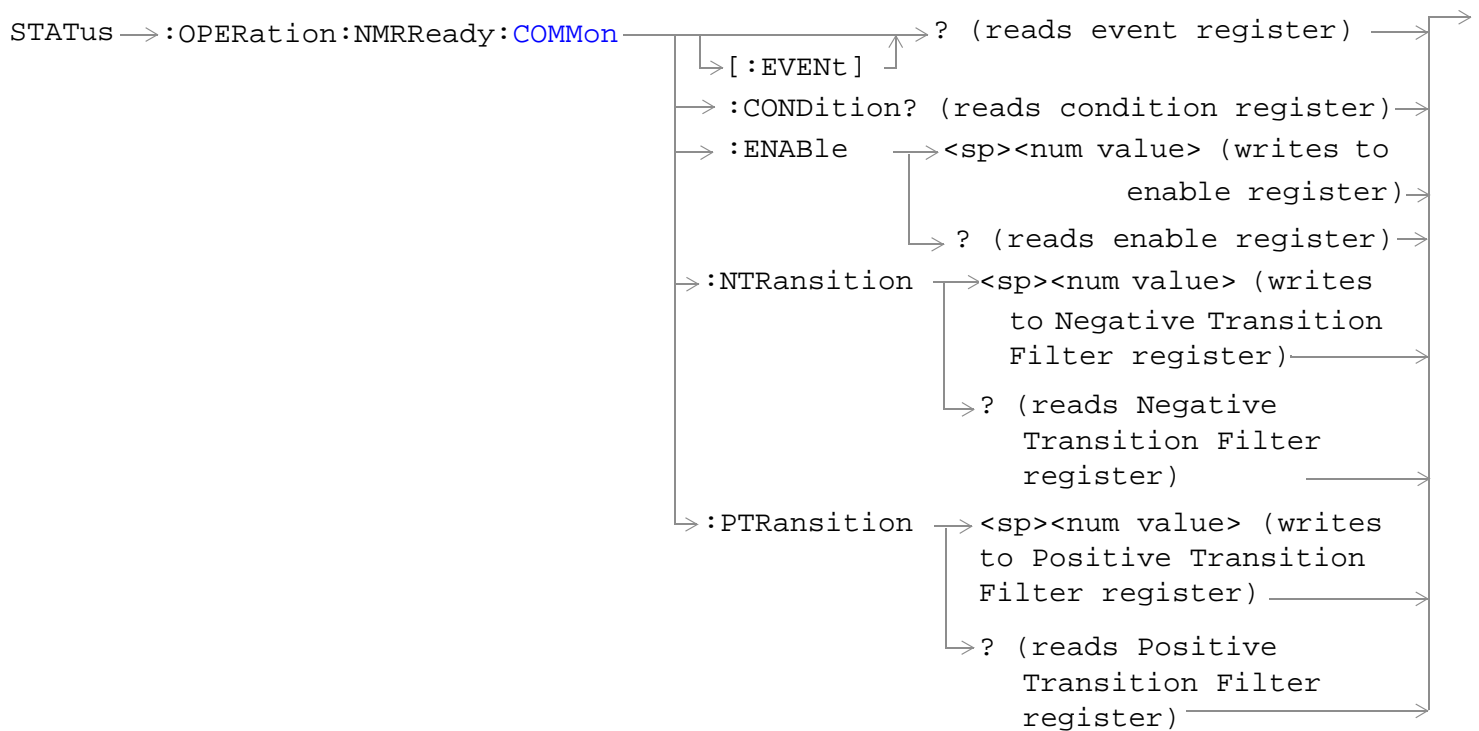 STATus :OPERation:NMRReady:COMMon ? (reads event register)
[:EVENt]
:CONDition? (reads condition register)
:ENABle <sp><num value> (writes to
enable register)
? (reads enable register)
:NTRansition <sp><num value> (writes
to Negative Transition
Filter register)
? (reads Negative
Transition Filter
register)
:PTRansition <sp><num value> (writes
to Positive Transition
Filter register)
? (reads Positive
Transition Filter
register)